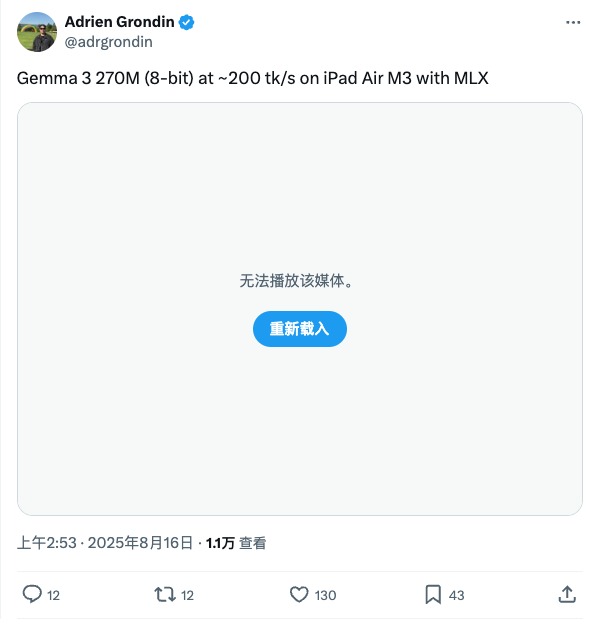 Adrien Grondin
@adrgrondin
Gemma 3 270M (8-bit) at ~200 tk/s on iPad Air M3 with MLX
无法播放该媒体。
重新载入
上午2:53 · 2025年8月16日 · 1.1万 查看
12 12 130 43